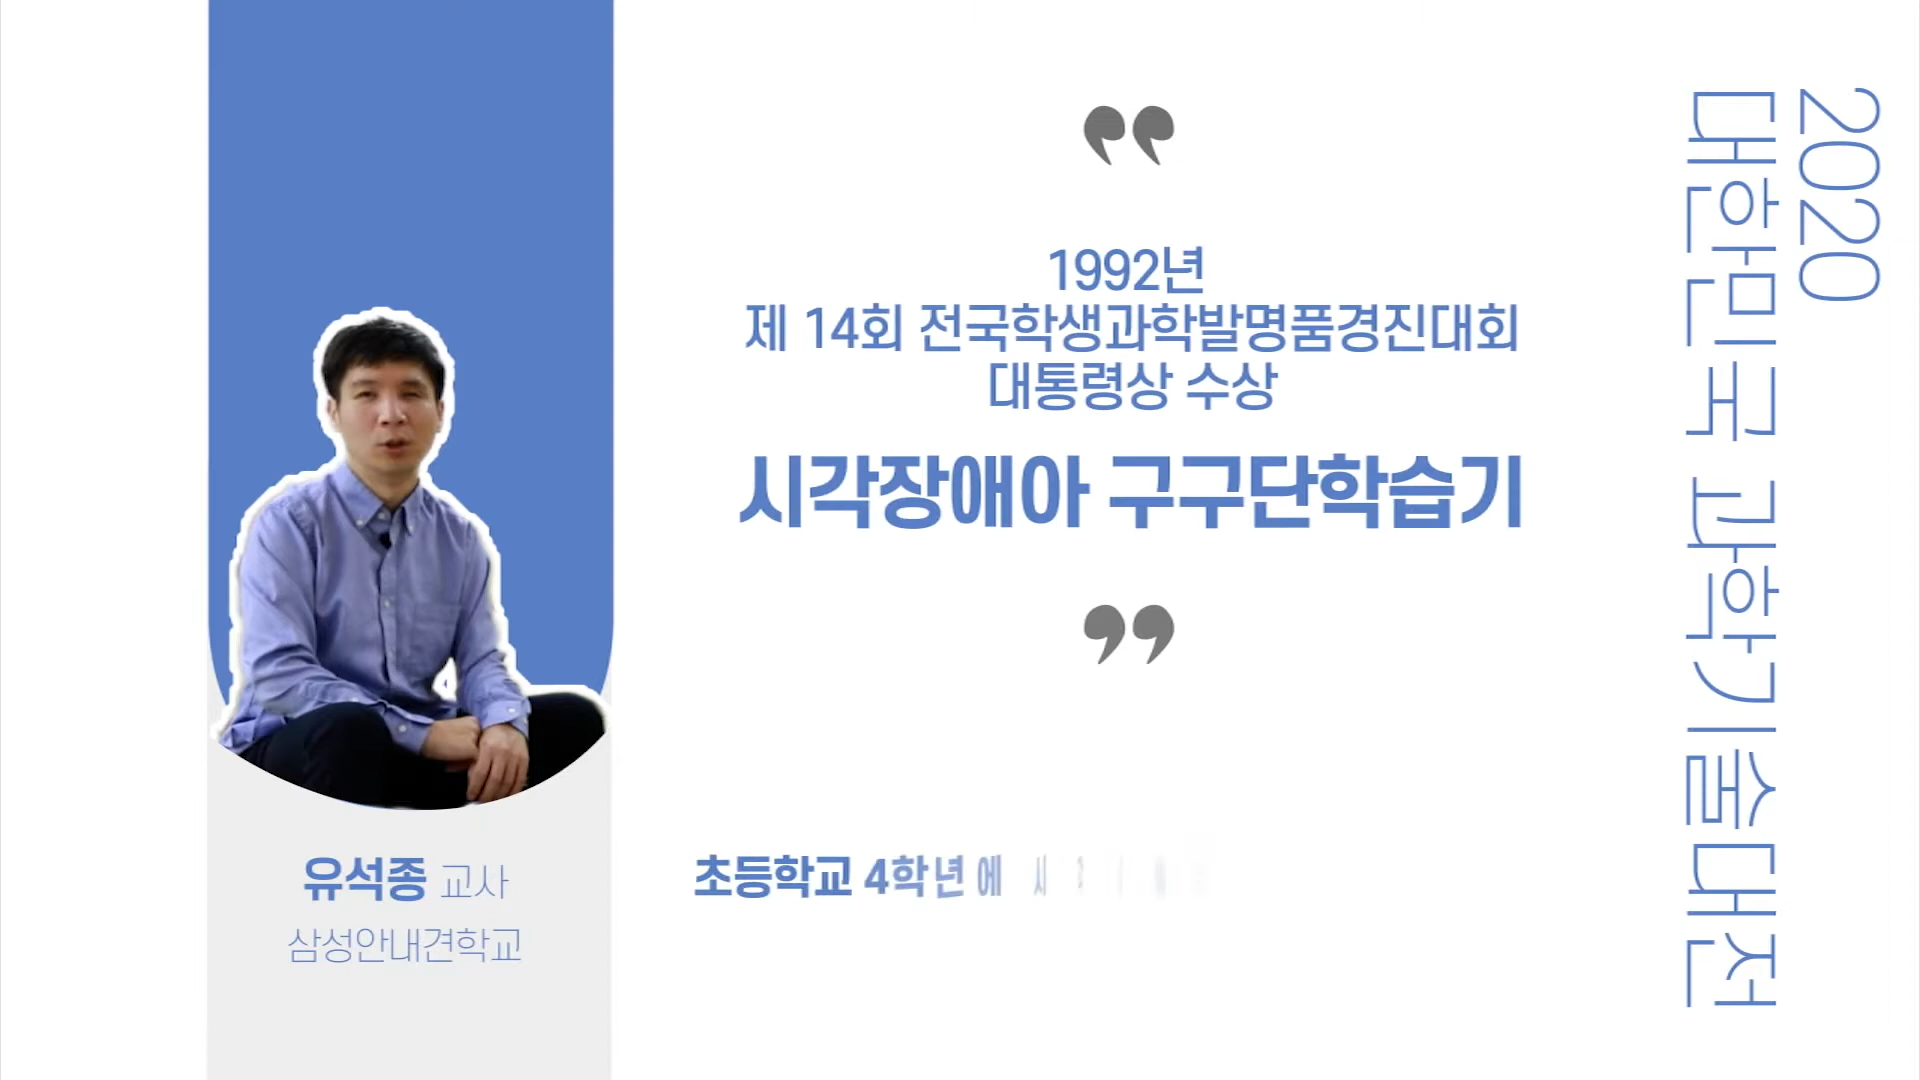 1992년
제 14회 전국학생과학발명품경진대회
대통령상 수상
시각장애아 구구단학습기
초등학교 4학년에 시
유석종 교사
삼성안내견학교
2020
대한민국 과학기술대전